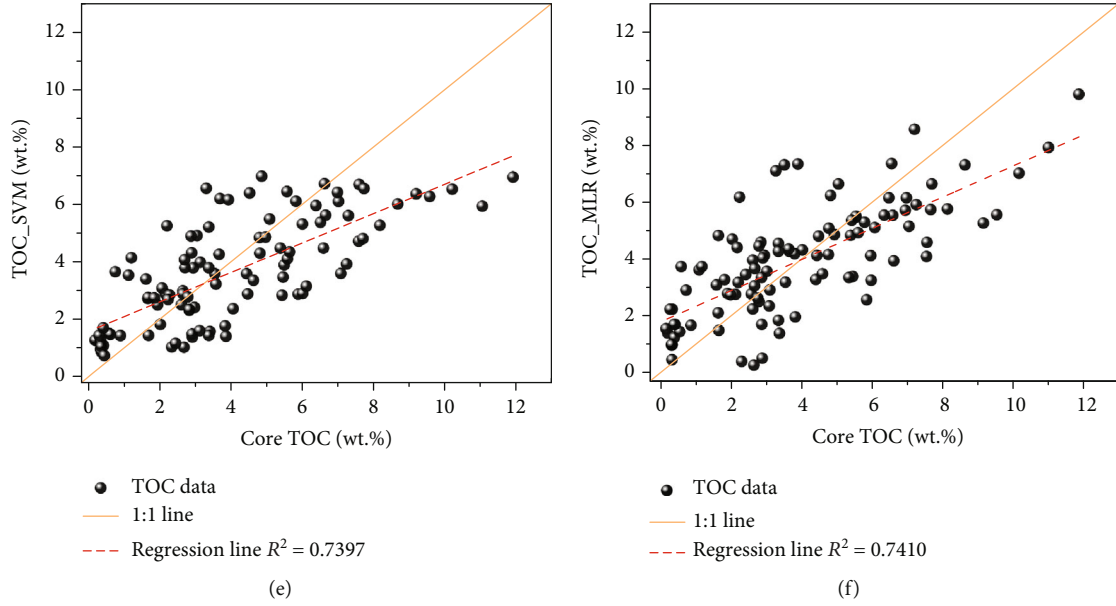 TOC_SVM (wt.%)
12
10
8
6
4
2
0
0 2 4 6 8 10 12
Core TOC (wt.%)
TOC data
1:1 line
Regression line R² = 0.7397
(e)
TOC_MLR (wt.%)
12
10
8
6
4
2
0
0 2 4 6 8 10 12
Core TOC (wt.%)
TOC data
1:1 line
Regression line R² = 0.7410
(f)